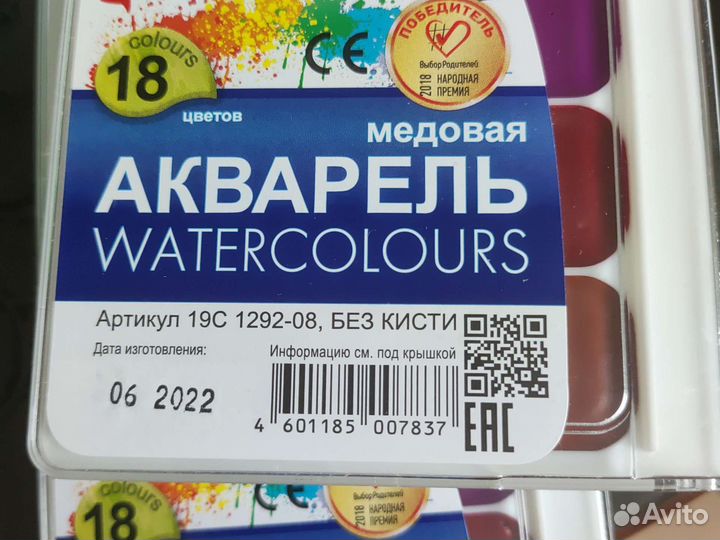 colours
18
цветов
CE
ПОБЕДИТЕЛЬ
Выбор Родителей
2018 НАРОДНАЯ
ПРЕМИЯ
медовая
АКВАРЕЛЬ
WATERCOLOURS
Артикул 19С 1292-08, БЕЗ КИСТИ
Дата изготовления:
Информацию см. под крышкой
06 2022
4 601185 007837
EAC
colours
18
CE
Выбор Родителей
2018 НАРОДНАЯ
ПРЕМИЯ
Avito